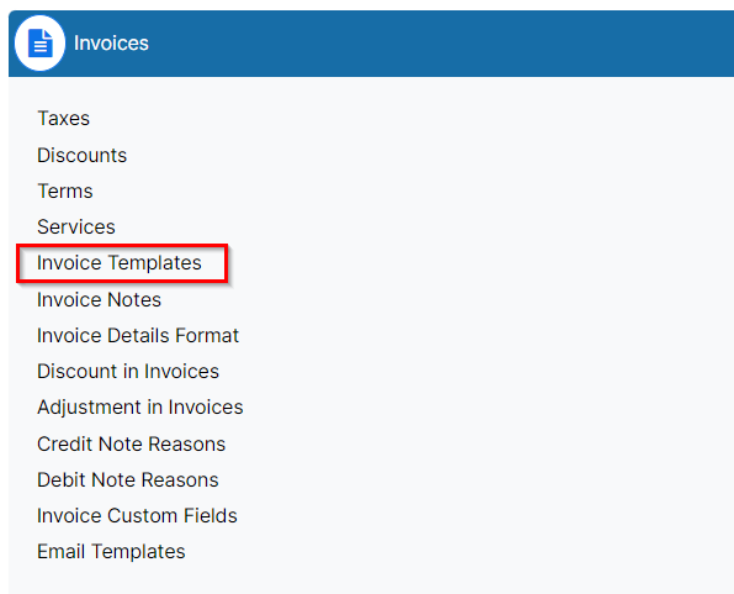 Invoices
Taxes
Discounts
Terms
Services
Invoice Templates
Invoice Notes
Invoice Details Format
Discount in Invoices
Adjustment in Invoices
Credit Note Reasons
Debit Note Reasons
Invoice Custom Fields
Email Templates